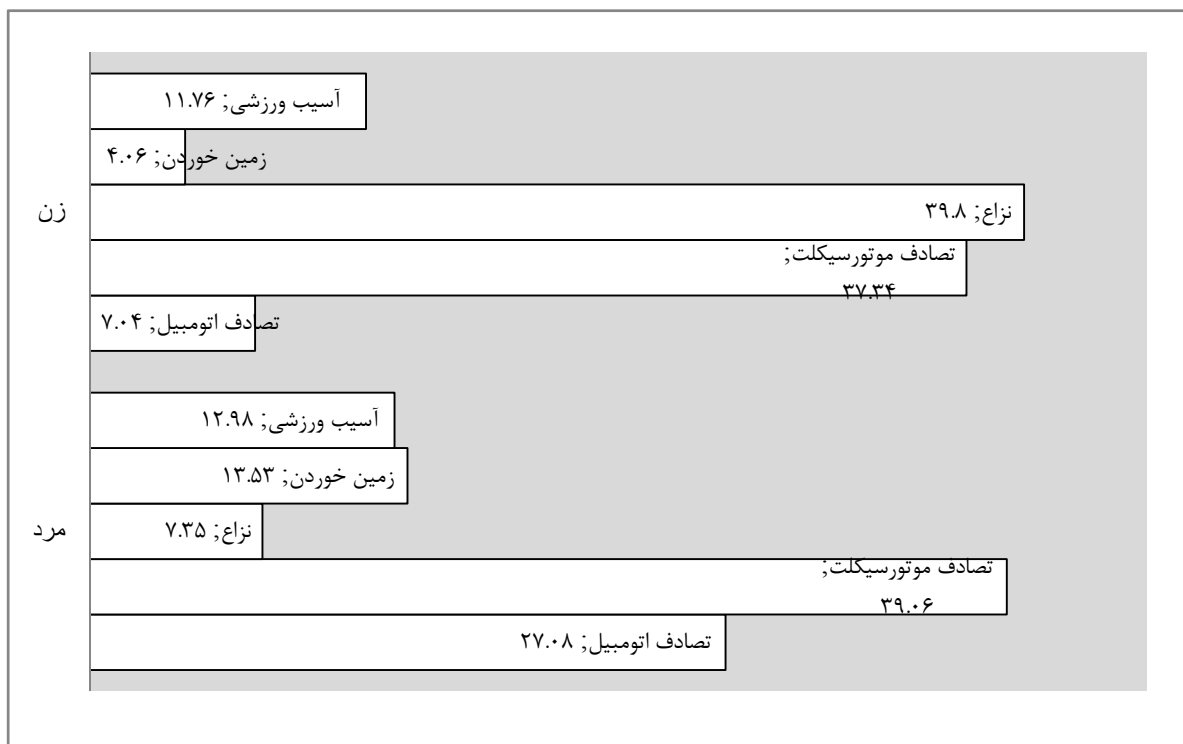 آسیب ورزشی; ۱۱.۷۶
زمین خوردن; ۴.۰۶
نزاع; ۳۹.۸
تصادف موتورسیکلت;
۳۷.۳۴
تصادف اتومبیل; ۷.۰۴
زن
آسیب ورزشی; ۱۲.۹۸
زمین خوردن; ۱۳.۵۳
نزاع; ۷.۳۵
تصادف موتورسیکلت;
۳۹.۰۶
تصادف اتومبیل; ۲۷.۰۸
مرد